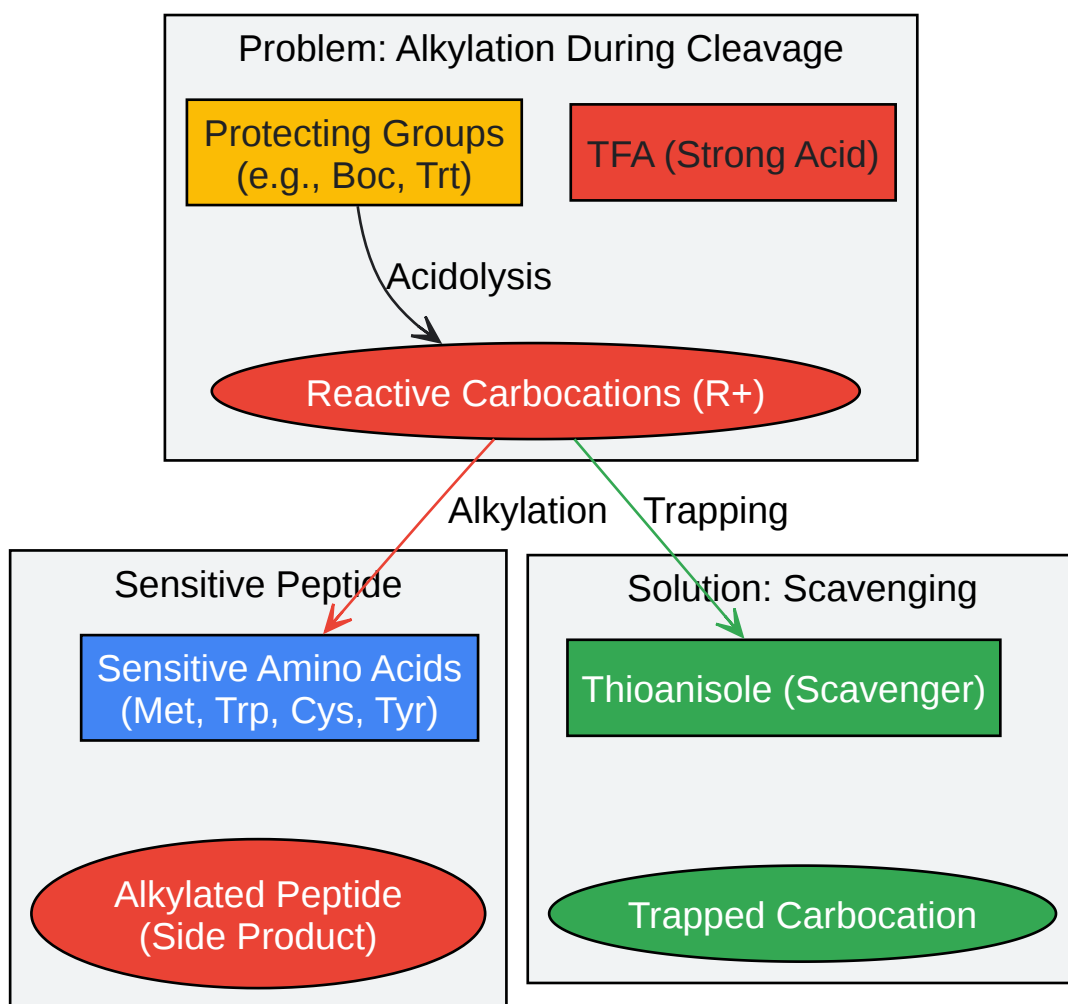 Problem: Alkylation During Cleavage
Protecting Groups
(e.g., Boc, Trt)
TFA (Strong Acid)
Acidolysis
Reactive Carbocations (R+)
Alkylation
Trapping
Sensitive Peptide
Solution: Scavenging
Sensitive Amino Acids
(Met, Trp, Cys, Tyr)
Thioanisole (Scavenger)
Alkylated Peptide
(Side Product)
Trapped Carbocation